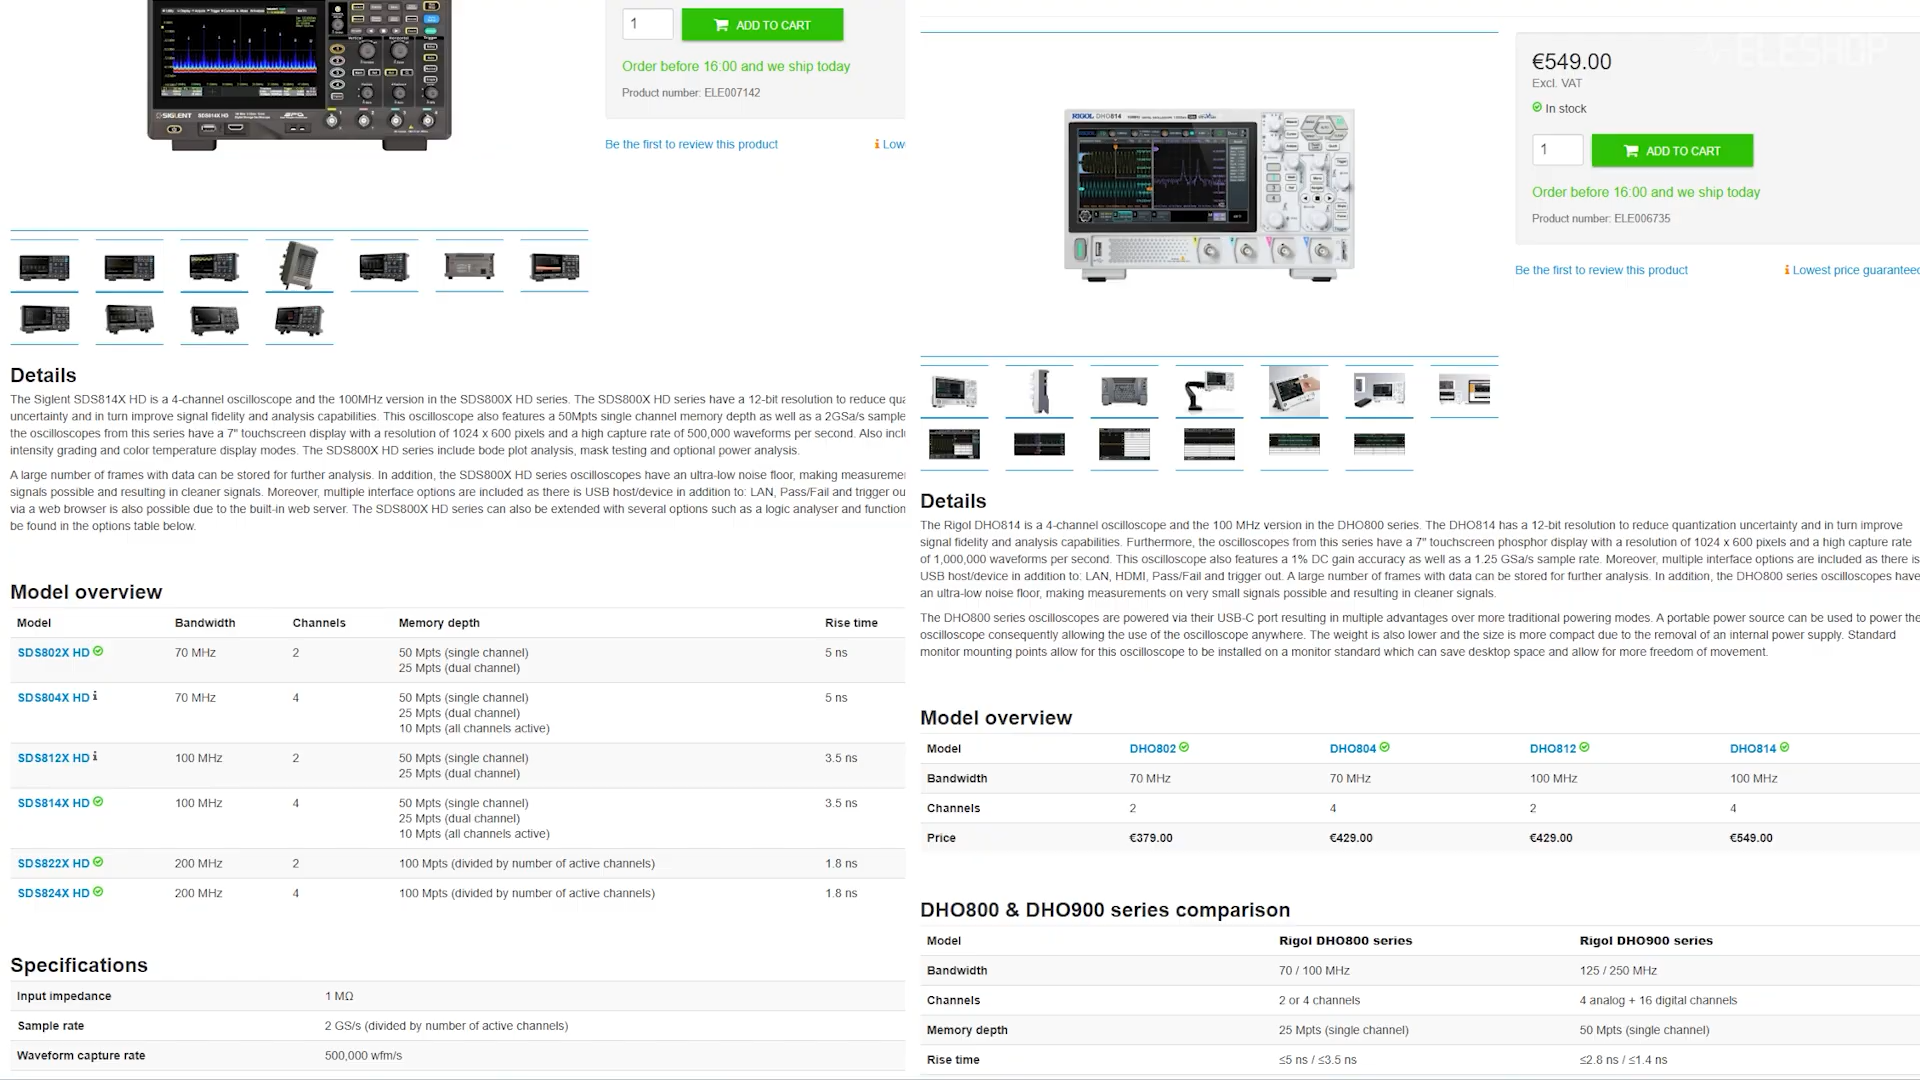 SIGLENT SDS814X HD SPO
1
ADD TO CART
Order before 16:00 and we ship today
Product number: ELE007142
Be the first to review this product
Low
Details
The Siglent SDS814X HD is a 4-channel oscilloscope and the 100MHz version in the SDS800X HD series. The SDS800X HD series have a 12-bit resolution to reduce qua
uncertainty and in turn improve signal fidelity and analysis capabilities. This oscilloscope also features a 50Mpts single channel memory depth as well as a 2GSa/s sample
the oscilloscopes from this series have a 7" touchscreen display with a resolution of 1024 x 600 pixels and a high capture rate of 500,000 waveforms per second. Also inclu
intensity grading and color temperature display modes. The SDS800X HD series include bode plot analysis, mask testing and optional power analysis.
A large number of frames with data can be stored for further analysis. In addition, the SDS800X HD series oscilloscopes have an ultra-low noise floor, making measuremen
signals possible and resulting in cleaner signals. Moreover, multiple interface options are included as there is USB host/device in addition to: LAN, Pass/Fail and trigger ou
via a web browser is also possible due to the built-in web server. The SDS800X HD series can also be extended with several options such as a logic analyser and function
be found in the options table below.
Model overview
Model Bandwidth Channels Memory depth Rise time
SDS802X HD 70 MHz 2 50 Mpts (single channel) 5 ns
25 Mpts (dual channel)
SDS804X HD 70 MHz 4 50 Mpts (single channel) 5 ns
25 Mpts (dual channel)
10 Mpts (all channels active)
SDS812X HD 100 MHz 2 50 Mpts (single channel) 3.5 ns
25 Mpts (dual channel)
SDS814X HD 100 MHz 4 50 Mpts (single channel) 3.5 ns
25 Mpts (dual channel)
10 Mpts (all channels active)
SDS822X HD 200 MHz 2 100 Mpts (divided by number of active channels) 1.8 ns
SDS824X HD 200 MHz 4 100 Mpts (divided by number of active channels) 1.8 ns
Specifications
Input impedance 1 MΩ
Sample rate 2 GS/s (divided by number of active channels)
Waveform capture rate 500,000 wfm/s
ELESHOP
€549.00
Excl. VAT
In stock
1
ADD TO CART
Order before 16:00 and we ship today
Product number: ELE006735
Be the first to review this product
Lowest price guaranteed
RIGOL DHO814
Details
The Rigol DHO814 is a 4-channel oscilloscope and the 100 MHz version in the DHO800 series. The DHO814 has a 12-bit resolution to reduce quantization uncertainty and in turn improve
signal fidelity and analysis capabilities. Furthermore, the oscilloscopes from this series have a 7" touchscreen phosphor display with a resolution of 1024 x 600 pixels and a high capture rate
of 1,000,000 waveforms per second. This oscilloscope also features a 1% DC gain accuracy as well as a 1.25 GSa/s sample rate. Moreover, multiple interface options are included as there is
USB host/device in addition to: LAN, HDMI, Pass/Fail and trigger out. A large number of frames with data can be stored for further analysis. In addition, the DHO800 series oscilloscopes have
an ultra-low noise floor, making measurements on very small signals possible and resulting in cleaner signals.
The DHO800 series oscilloscopes are powered via their USB-C port resulting in multiple advantages over more traditional powering modes. A portable power source can be used to power the
oscilloscope consequently allowing the use of the oscilloscope anywhere. The weight is also lower and the size is more compact due to the removal of an internal power supply. Standard
monitor mounting points allow for this oscilloscope to be installed on a monitor standard which can save desktop space and allow for more freedom of movement.
Model overview
Model DHO802 DHO804 DHO812 DHO814
Bandwidth 70 MHz 70 MHz 100 MHz 100 MHz
Channels 2 4 2 4
Price €379.00 €429.00 €429.00 €549.00
DHO800 & DHO900 series comparison
Model Rigol DHO800 series Rigol DHO900 series
Bandwidth 70 / 100 MHz 125 / 250 MHz
Channels 2 or 4 channels 4 analog + 16 digital channels
Memory depth 25 Mpts (single channel) 50 Mpts (single channel)
Rise time ≤5 ns / ≤3.5 ns ≤2.8 ns / ≤1.4 ns